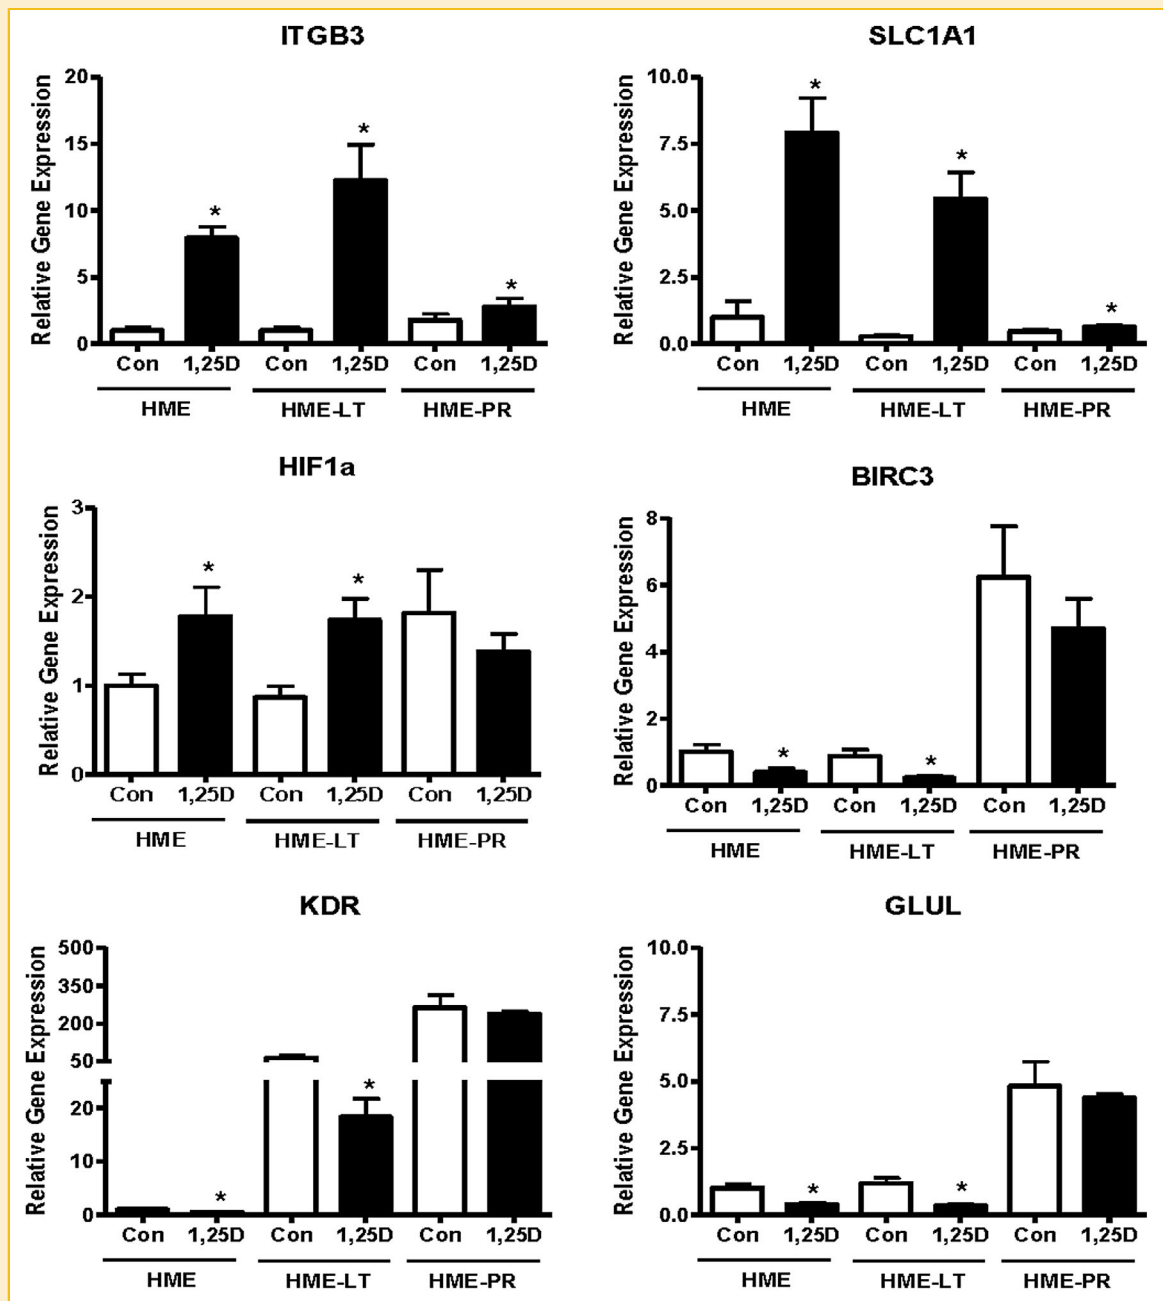 ITGB3
Relative Gene Expression
20
15
10
5
0
*
*
*
Con 1,25D Con 1,25D Con 1,25D
HME HME-LT HME-PR
SLC1A1
Relative Gene Expression
10.0
7.5
5.0
2.5
0.0
*
*
*
Con 1,25D Con 1,25D Con 1,25D
HME HME-LT HME-PR
HIF1a
Relative Gene Expression
3
2
1
0
*
*
Con 1,25D Con 1,25D Con 1,25D
HME HME-LT HME-PR
BIRC3
Relative Gene Expression
8
6
4
2
0
*
*
Con 1,25D Con 1,25D Con 1,25D
HME HME-LT HME-PR
KDR
Relative Gene Expression
500
350
200
50
20
10
0
*
*
Con 1,25D Con 1,25D Con 1,25D
HME HME-LT HME-PR
GLUL
Relative Gene Expression
10.0
7.5
5.0
2.5
0.0
*
*
Con 1,25D Con 1,25D Con 1,25D
HME HME-LT HME-PR